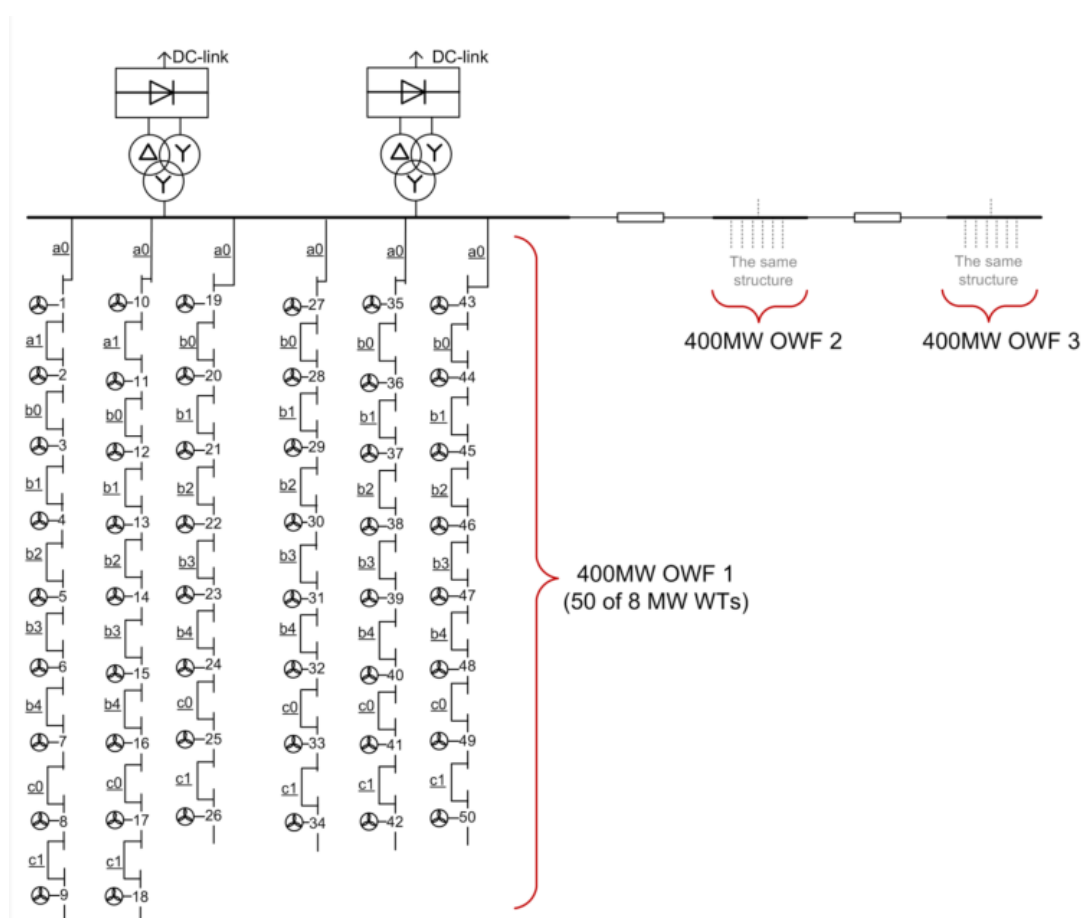 DC-link
DC-link
a0
a0
a0
a0
a0
a0
1
10
19
27
35
43
a1
a1
b0
b0
b0
b0
2
11
20
28
36
44
b0
b0
b1
b1
b1
b1
3
12
21
29
37
45
b1
b1
b2
b2
b2
b2
4
13
22
30
38
46
b2
b2
b3
b3
b3
b3
5
14
23
31
39
47
b3
b3
b4
b4
b4
b4
6
15
24
32
40
48
b4
b4
c0
c0
c0
c0
7
16
25
33
41
49
c0
c0
c1
c1
c1
c1
8
17
26
34
42
50
c1
c1
9
18
The same
structure
The same
structure
400MW OWF 2
400MW OWF 3
400MW OWF 1
(50 of 8 MW WTs)